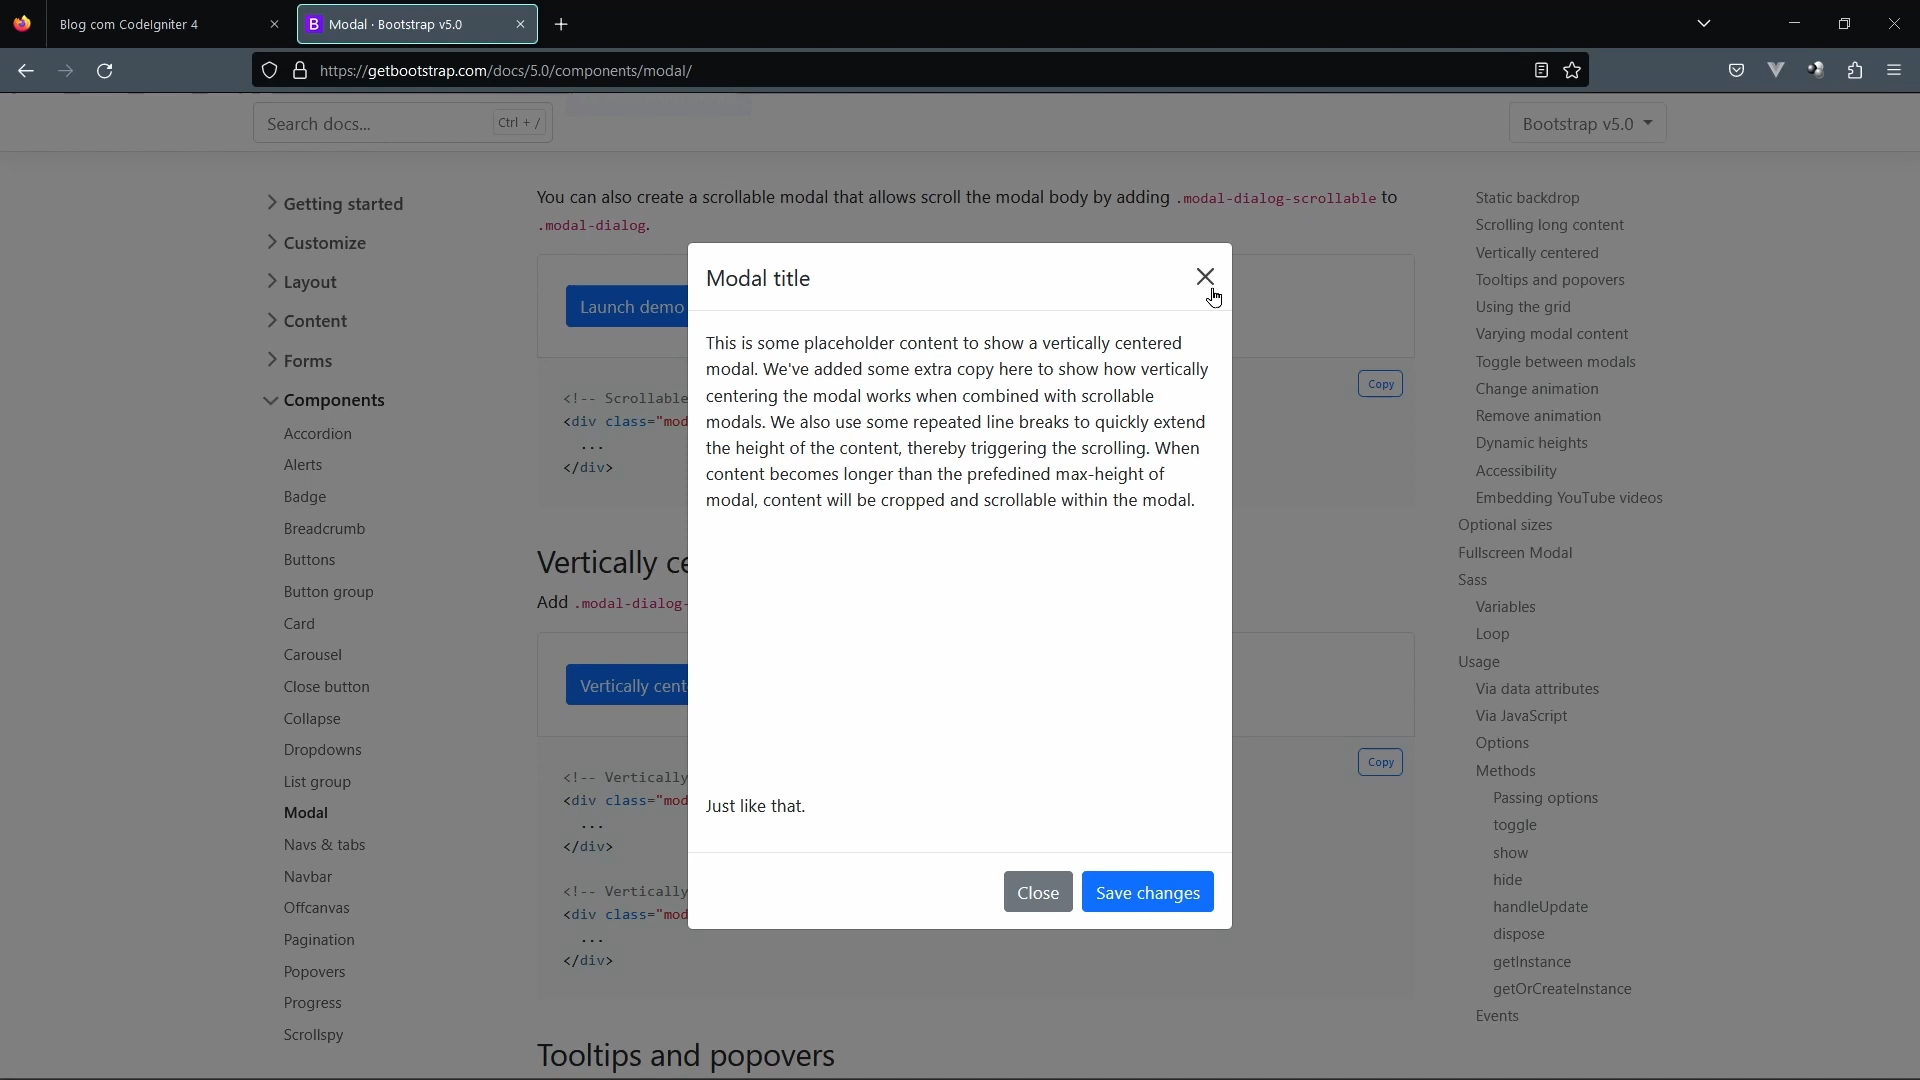 Blog com CodeIgniter 4
B Modal · Bootstrap v5.0
https://getbootstrap.com/docs/5.0/components/modal/
Search docs...
Ctrl + /
Bootstrap v5.0
Getting started
Customize
Layout
Content
Forms
Components
Accordion
Alerts
Badge
Breadcrumb
Buttons
Button group
Card
Carousel
Close button
Collapse
Dropdowns
List group
Modal
Navs & tabs
Navbar
Offcanvas
Pagination
Popovers
Progress
Scrollspy
You can also create a scrollable modal that allows scroll the modal body by adding .modal-dialog-scrollable to
.modal-dialog.
Launch demo
Copy
<!-- Scrollable
<div class="mod
...
</div>
Vertically ce
Add .modal-dialog-
Vertically cent
Copy
<!-- Vertically
<div class="mod
...
</div>
<!-- Vertically
<div class="mod
...
</div>
Tooltips and popovers
Modal title
This is some placeholder content to show a vertically centered
modal. We've added some extra copy here to show how vertically
centering the modal works when combined with scrollable
modals. We also use some repeated line breaks to quickly extend
the height of the content, thereby triggering the scrolling. When
content becomes longer than the prefedined max-height of
modal, content will be cropped and scrollable within the modal.
Just like that.
Close
Save changes
Static backdrop
Scrolling long content
Vertically centered
Tooltips and popovers
Using the grid
Varying modal content
Toggle between modals
Change animation
Remove animation
Dynamic heights
Accessibility
Embedding YouTube videos
Optional sizes
Fullscreen Modal
Sass
Variables
Loop
Usage
Via data attributes
Via JavaScript
Options
Methods
Passing options
toggle
show
hide
handleUpdate
dispose
getInstance
getOrCreateInstance
Events